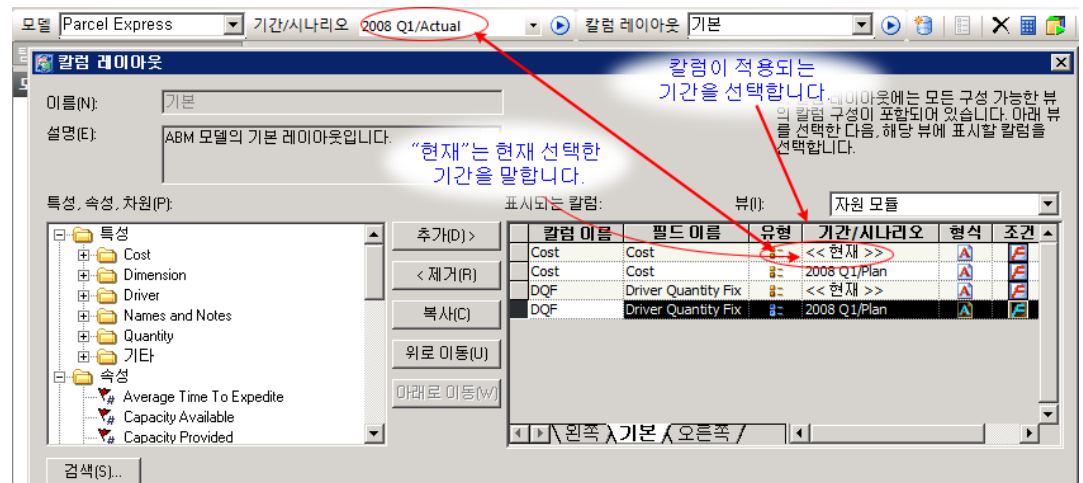 모델 Parcel Express 기간/시나리오 2008 Q1/Actual 칼럼 레이아웃 기본
칼럼 레이아웃
칼럼이 적용되는
기간을 선택합니다.
이름(N): 기본
레이아웃에는 모든 구성 가능한 뷰
의 칼럼 구성이 포함되어 있습니다. 아래 뷰
를 선택한 다음, 해당 뷰에 표시할 칼럼을
선택합니다.
설명(E): ABM 모델의 기본 레이아웃입니다.
“현재”는 현재 선택한
기간을 말합니다.
특성, 속성, 차원(P): 표시되는 칼럼: 뷰(I): 자원 모듈
특성
Cost
Dimension
Driver
Names and Notes
Quantity
기타
속성
Average Time To Expedite
Capacity Available
Capacity Provided
추가(D) >
< 제거(R)
복사(C)
위로 이동(U)
아래로 이동(W)
칼럼 이름 필드 이름 유형 기간/시나리오 형식 조건
Cost Cost << 현재 >>
Cost Cost 2008 Q1/Plan
DQF Driver Quantity Fix << 현재 >>
DQF Driver Quantity Fix 2008 Q1/Plan
왼쪽 기본 오른쪽
검색(S)...